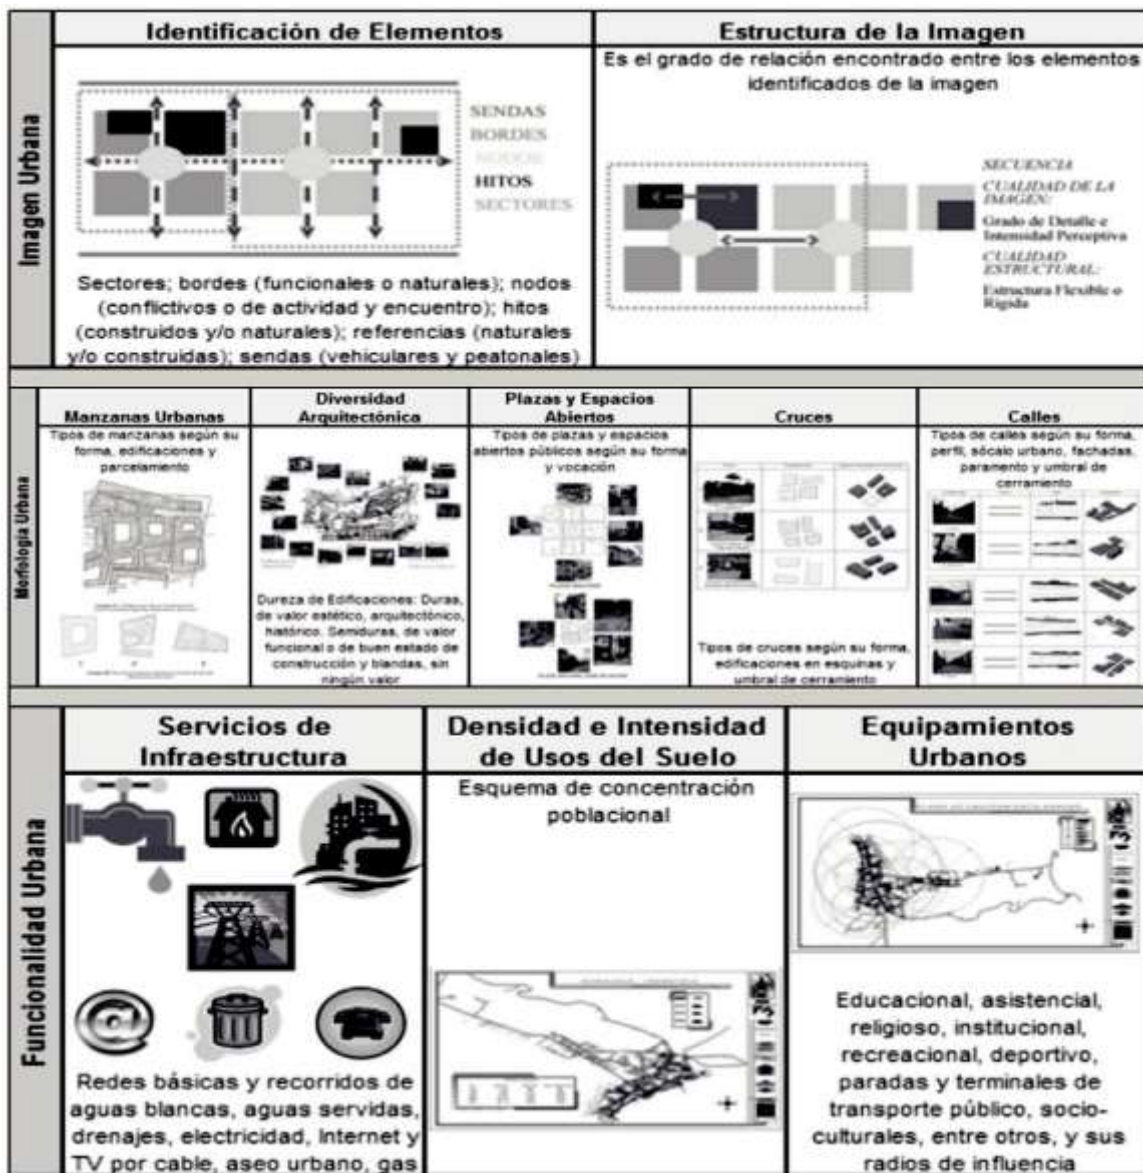 Identificación de Elementos
Estructura de la Imagen
Imagen Urbana
SENDAS
BORDES
NODOS
HITOS
SECTORES
Sectores; bordes (funcionales o naturales); nodos
(conflictivos o de actividad y encuentro); hitos
(construidos y/o naturales); referencias (naturales
y/o construidas); sendas (vehiculares y peatonales)
Es el grado de relación encontrado entre los elementos
identificados de la imagen
SECUENCIA
CUALIDAD DE LA
IMAGEN:
Grado de Detalle e
Intensidad Perceptiva
CUALIDAD
ESTRUCTURAL:
Estructura Flexible o
Rígida
Morfología Urbana
Manzanas Urbanas
Tipos de manzanas según su
forma, edificaciones y
parcelamiento
Diversidad
Arquitectónica
Dureza de Edificaciones: Duras,
de valor estético, arquitectónico,
histórico. Semiduras, de valor
funcional o de buen estado de
construcción y blandas, sin
ningún valor
Plazas y Espacios
Abiertos
Tipos de plazas y espacios
abiertos públicos según su forma
y vocación
Cruces
Tipos de cruces según su forma,
edificaciones en esquinas y
umbral de cerramiento
Calles
Tipos de calles según su forma,
perfil, sócalo urbano, fachadas,
paramento y umbral de
cerramiento
Funcionalidad Urbana
Servicios de
Infraestructura
Redes básicas y recorridos de
aguas blancas, aguas servidas,
drenajes, electricidad, Internet y
TV por cable, aseo urbano, gas
Densidad e Intensidad
de Usos del Suelo
Esquema de concentración
poblacional
Equipamientos
Urbanos
Educacional, asistencial,
religioso, institucional,
recreacional, deportivo,
paradas y terminales de
transporte público, socio-
culturales, entre otros, y sus
radios de influencia